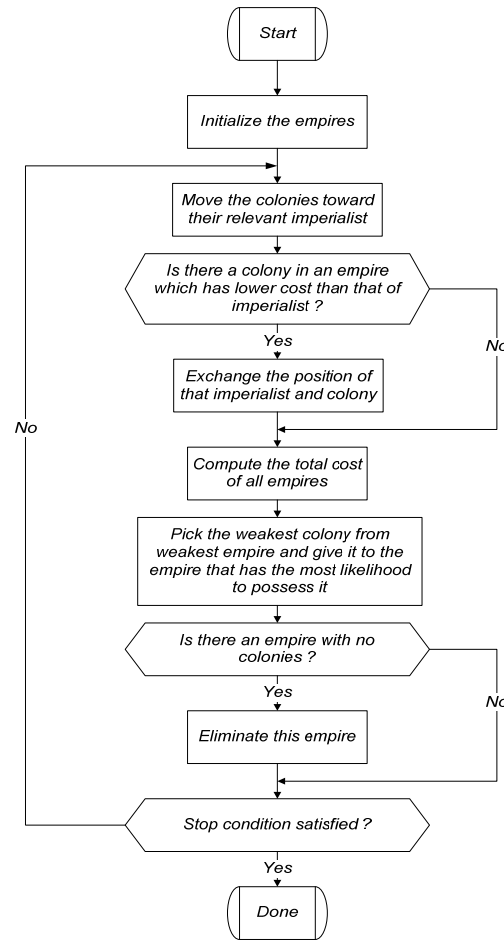 Start
Initialize the empires
Move the colonies toward
their relevant imperialist
Is there a colony in an empire
which has lower cost than that of
imperialist ?
No
Yes
Exchange the position of
that imperialist and colony
No
Compute the total cost
of all empires
Pick the weakest colony from
weakest empire and give it to the
empire that has the most likelihood
to possess it
Is there an empire with no
colonies ?
Yes
No
Eliminate this empire
Stop condition satisfied ?
Yes
Done